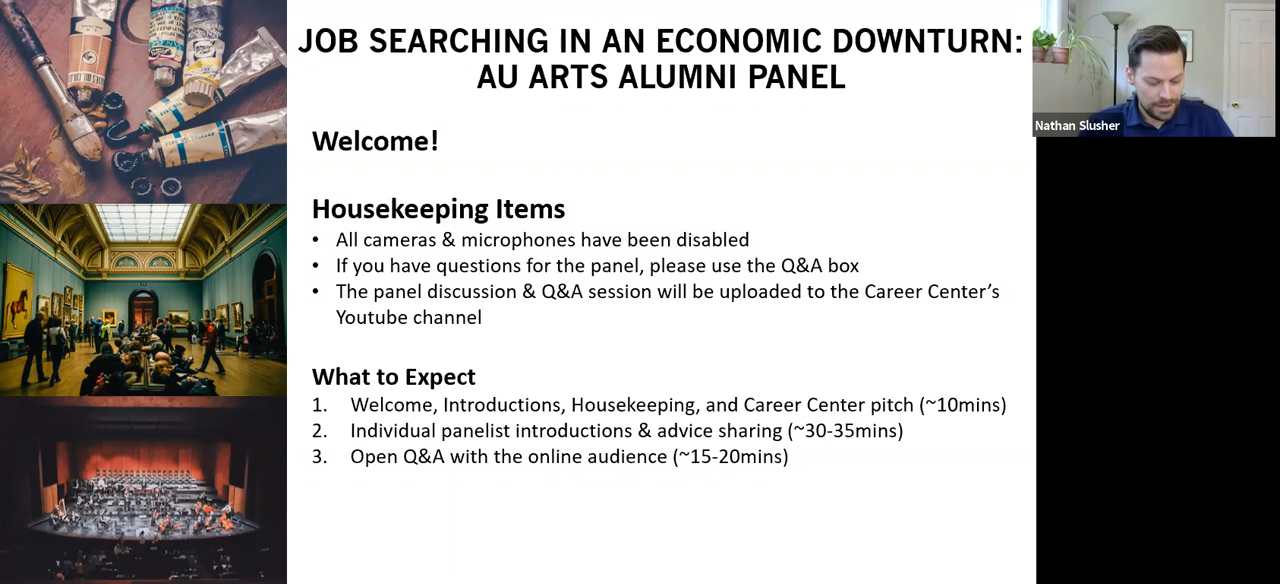 JOB SEARCHING IN AN ECONOMIC DOWNTURN:
AU ARTS ALUMNI PANEL
Nathan Slusher
Welcome!
Housekeeping Items
• All cameras & microphones have been disabled
• If you have questions for the panel, please use the Q&A box
• The panel discussion & Q&A session will be uploaded to the Career Center’s
Youtube channel
What to Expect
1. Welcome, Introductions, Housekeeping, and Career Center pitch (~10mins)
2. Individual panelist introductions & advice sharing (~30-35mins)
3. Open Q&A with the online audience (~15-20mins)